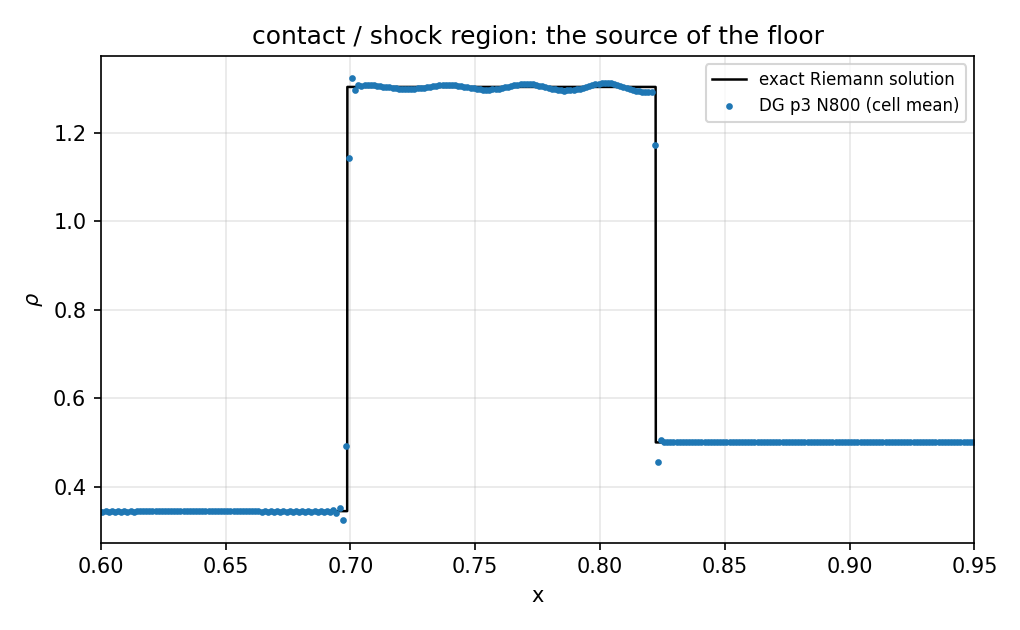 contact / shock region: the source of the floor
exact Riemann solution
DG p3 N800 (cell mean)
1.2
1.0
0.8
0.6
0.4
ρ
0.60 0.65 0.70 0.75 0.80 0.85 0.90 0.95
x